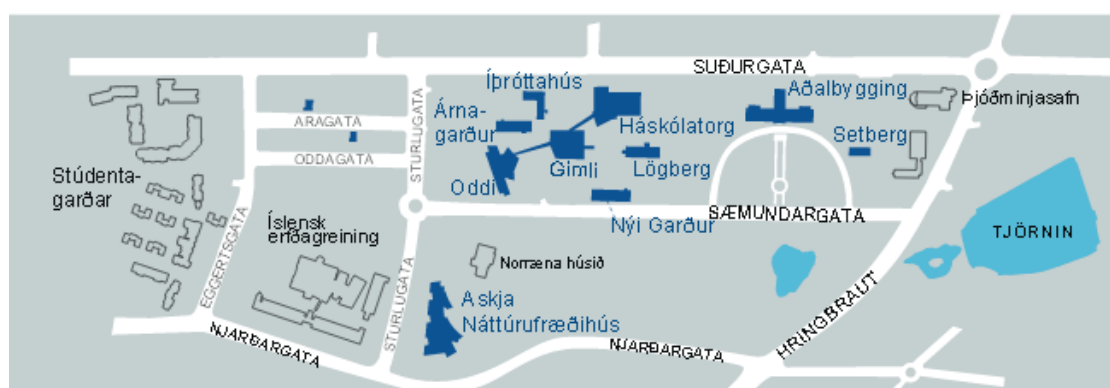 SUÐURGATA
Íþróttahús
Aðalbygging
Þjóðminjasafn
Árna-
garður
ARAGATA
Háskólatorg
Setberg
ODDAGATA
STURLUGATA
Gimli
Lögberg
Stúdenta-
garðar
Oddi
SÆMUNDARGATA
Nýi Garður
Íslensk
erfðagreining
TJÖRNIN
Norræna húsið
EGGERTSGATA
Askja
Náttúrufræðihús
STURLUGATA
HRINGBRAUT
NJARÐARGATA
NJARÐARGATA